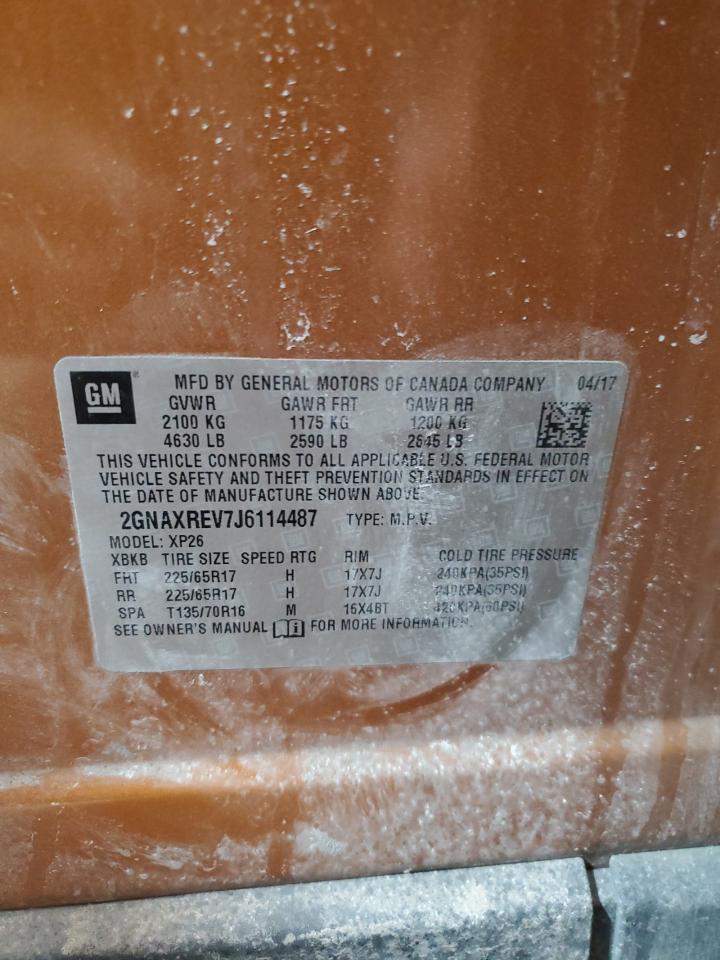 GM ® MFD BY GENERAL MOTORS OF CANADA COMPANY 04/17
GVWR GAWR FRT GAWR RR
2100 KG 1175 KG 1200 KG
4630 LB 2590 LB 2645 LB
THIS VEHICLE CONFORMS TO ALL APPLICABLE U.S. FEDERAL MOTOR
VEHICLE SAFETY AND THEFT PREVENTION STANDARDS IN EFFECT ON
THE DATE OF MANUFACTURE SHOWN ABOVE.
2GNAXREV7J6114487 TYPE: M.P.V.
MODEL: XP26
XBKB TIRE SIZE SPEED RTG RIM COLD TIRE PRESSURE
FRT 225/65R17 H 17X7J 240KPA(35PSI)
RR 225/65R17 H 17X7J 240KPA(35PSI)
SPA T135/70R16 M 16X4BT 420KPA(60PSI)
SEE OWNER'S MANUAL FOR MORE INFORMATION.